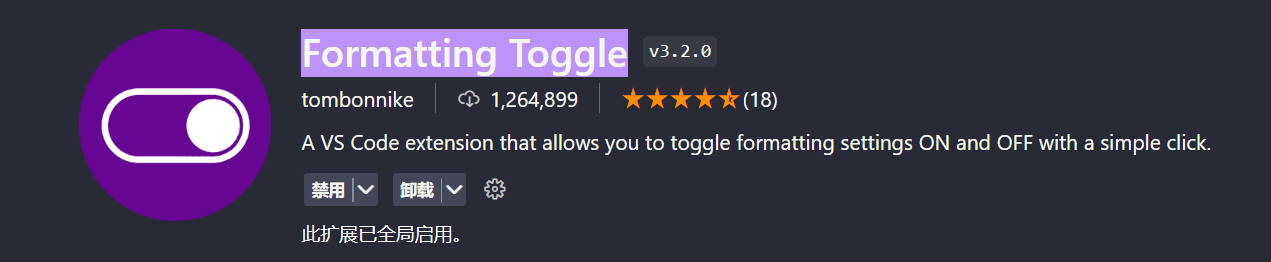 Formatting Toggle v3.2.0
tombonnike 1,264,899 (18)
A VS Code extension that allows you to toggle formatting settings ON and OFF with a simple click.
禁用 卸载
此扩展已全局启用。